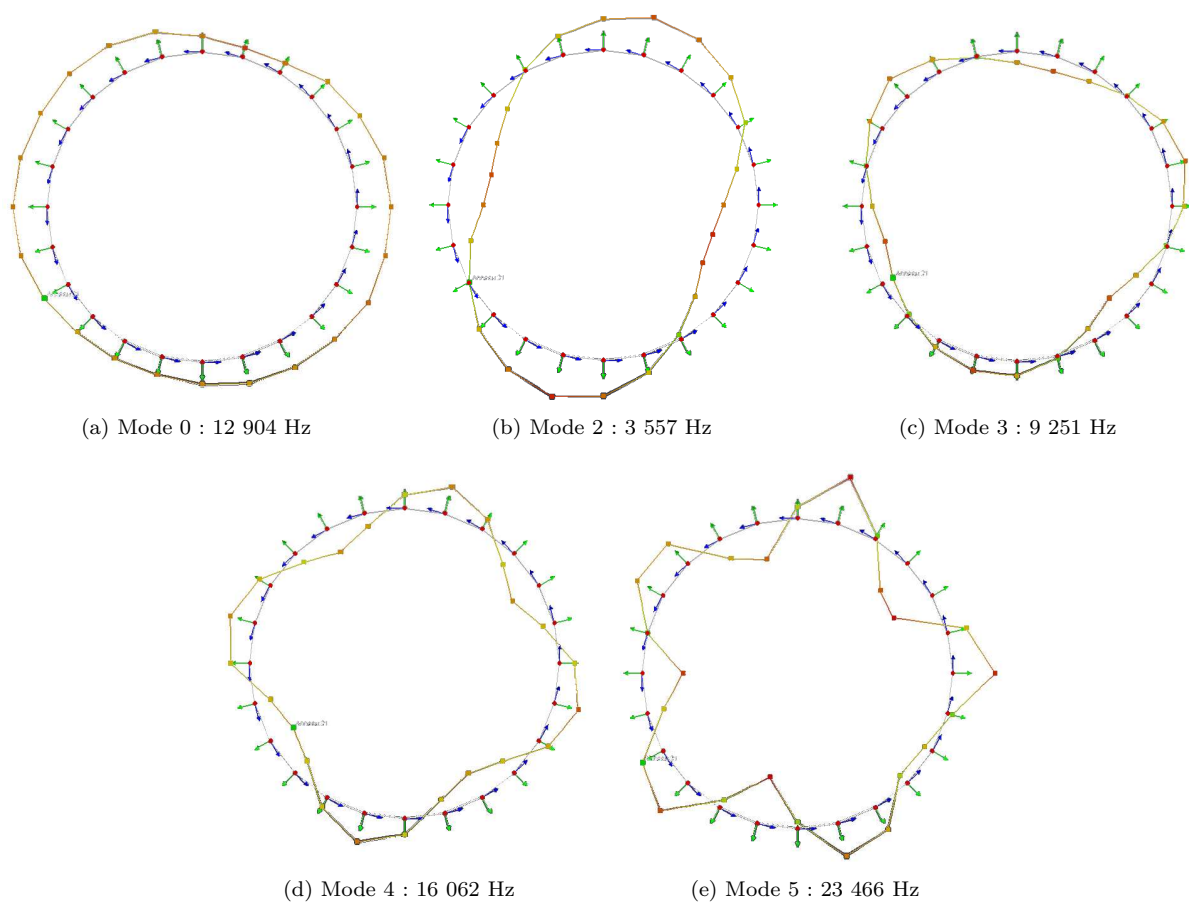 (a) Mode 0 : 12 904 Hz
(b) Mode 2 : 3 557 Hz
(c) Mode 3 : 9 251 Hz
(d) Mode 4 : 16 062 Hz
(e) Mode 5 : 23 466 Hz